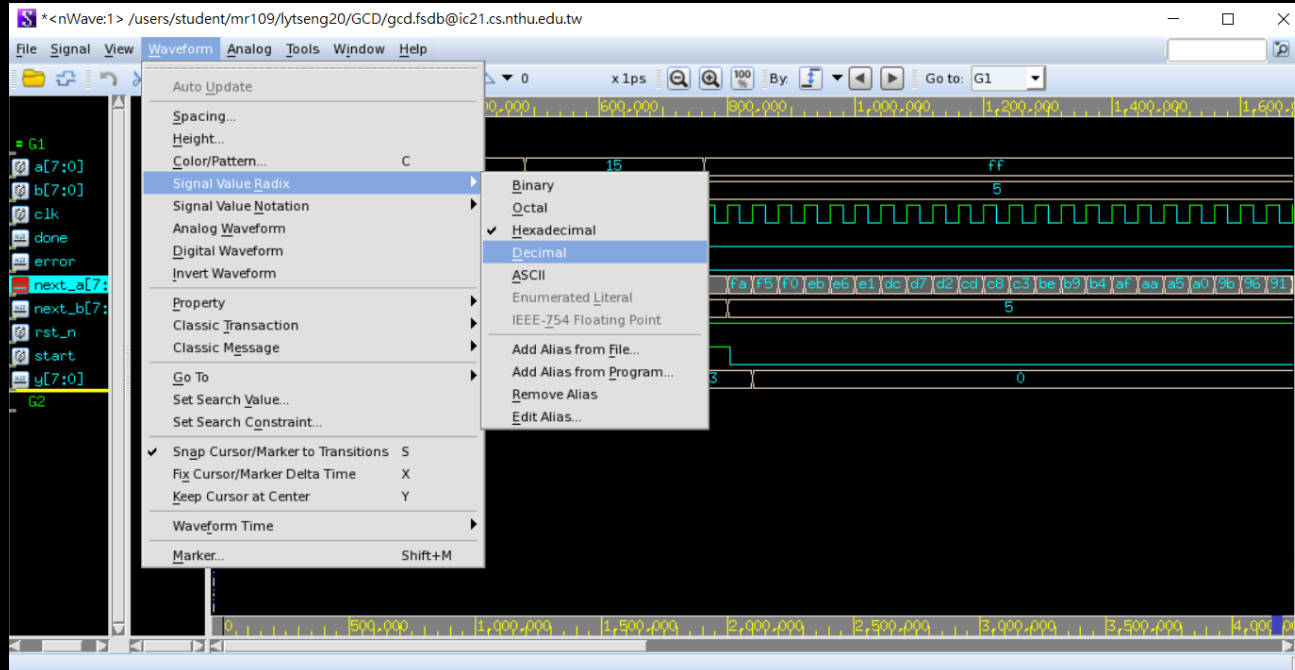 *<nWave:1> /users/student/mr109/lytseng20/GCD/gcd.fsdb@ic21.cs.nthu.edu.tw
File Signal View Waveform Analog Tools Window Help
0 x 1ps 100 % By: Go to: G1
600,000 800,000 1,000,000 1,200,000 1,400,000
= G1
a[7:0] 15 ff
b[7:0] 5
clk
done
error
next_a[7: fa f5 f0 eb e6 e1 dc d7 d2 cd c8 c3 be b9 b4 af aa a5 a0 9b 96 91
next_b[7: 5
rst_n
start
y[7:0] 3 0
G2
Auto Update
Spacing...
Height...
Color/Pattern... C
Signal Value Radix
Signal Value Notation
Analog Waveform
Digital Waveform
Invert Waveform
Property
Classic Transaction
Classic Message
Go To
Set Search Value...
Set Search Constraint...
Snap Cursor/Marker to Transitions S
Fix Cursor/Marker Delta Time X
Keep Cursor at Center Y
Waveform Time
Marker... Shift+M
Binary
Octal
Hexadecimal
Decimal
ASCII
Enumerated Literal
IEEE-754 Floating Point
Add Alias from File...
Add Alias from Program...
Remove Alias
Edit Alias...
0 500,000 1,000,000 1,500,000 2,000,000 2,500,000 3,000,000 3,500,000